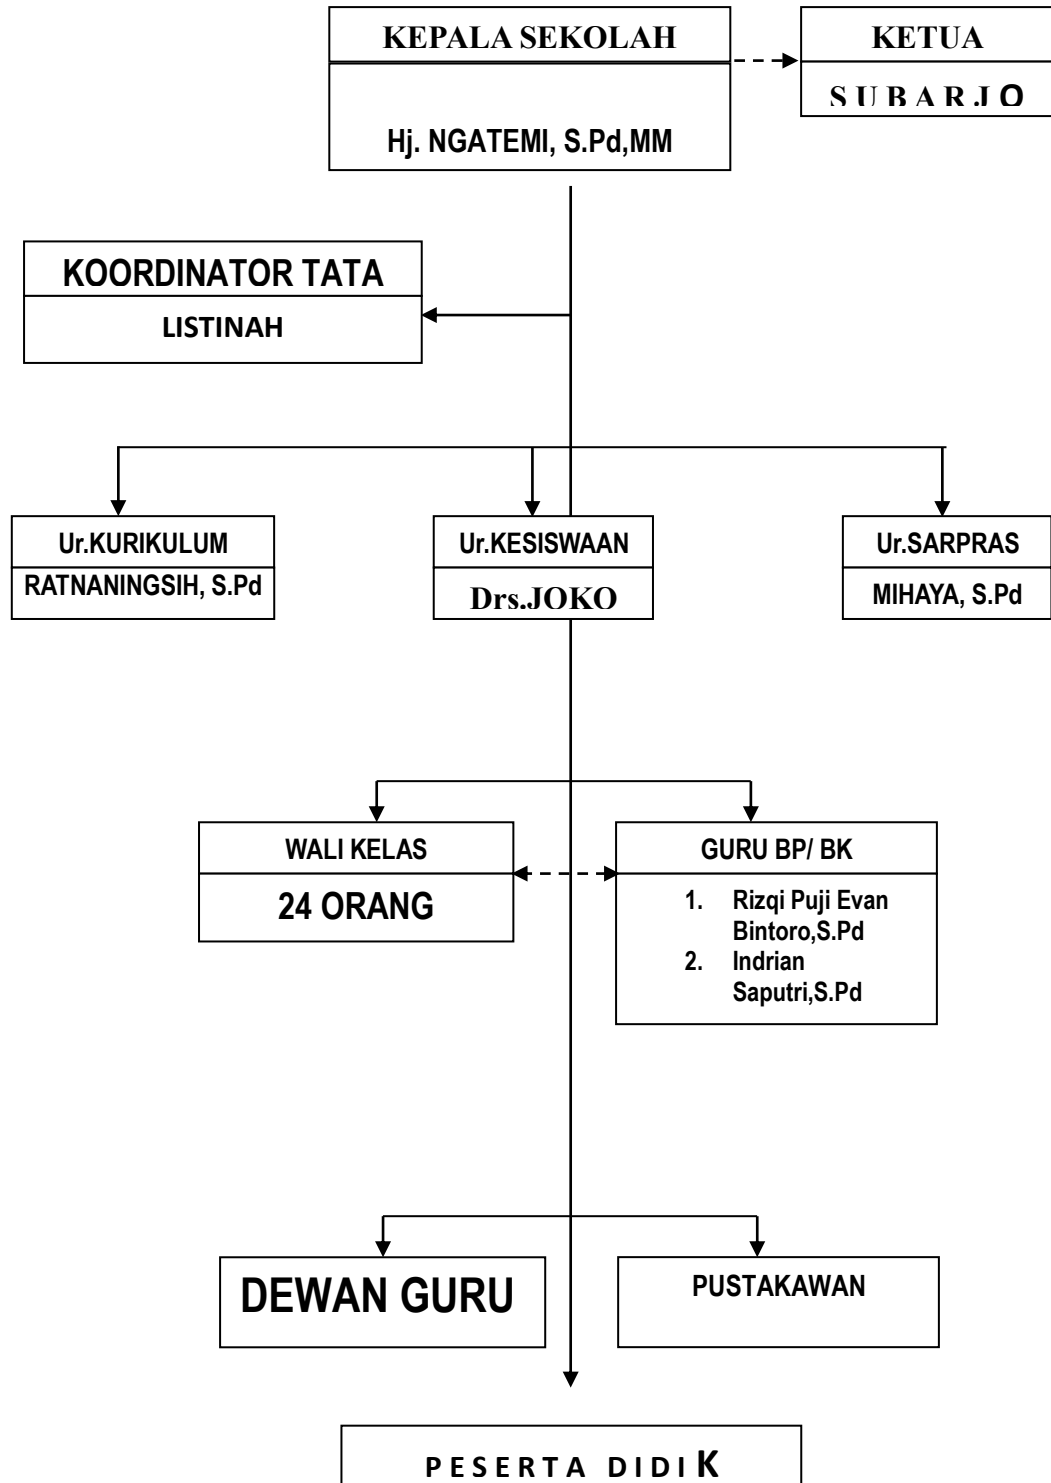 KEPALA SEKOLAH
Hj. NGATEMI, S.Pd,MM
KETUA
S U B A R J O
KOORDINATOR TATA
LISTINAH
Ur.KURIKULUM
RATNANINGSIH, S.Pd
Ur.KESISWAAN
Drs.JOKO
Ur.SARPRAS
MIHAYA, S.Pd
WALI KELAS
24 ORANG
GURU BP/ BK
1. Rizqi Puji Evan
Bintoro,S.Pd
2. Indrian
Saputri,S.Pd
DEWAN GURU
PUSTAKAWAN
P E S E R T A D I D I K